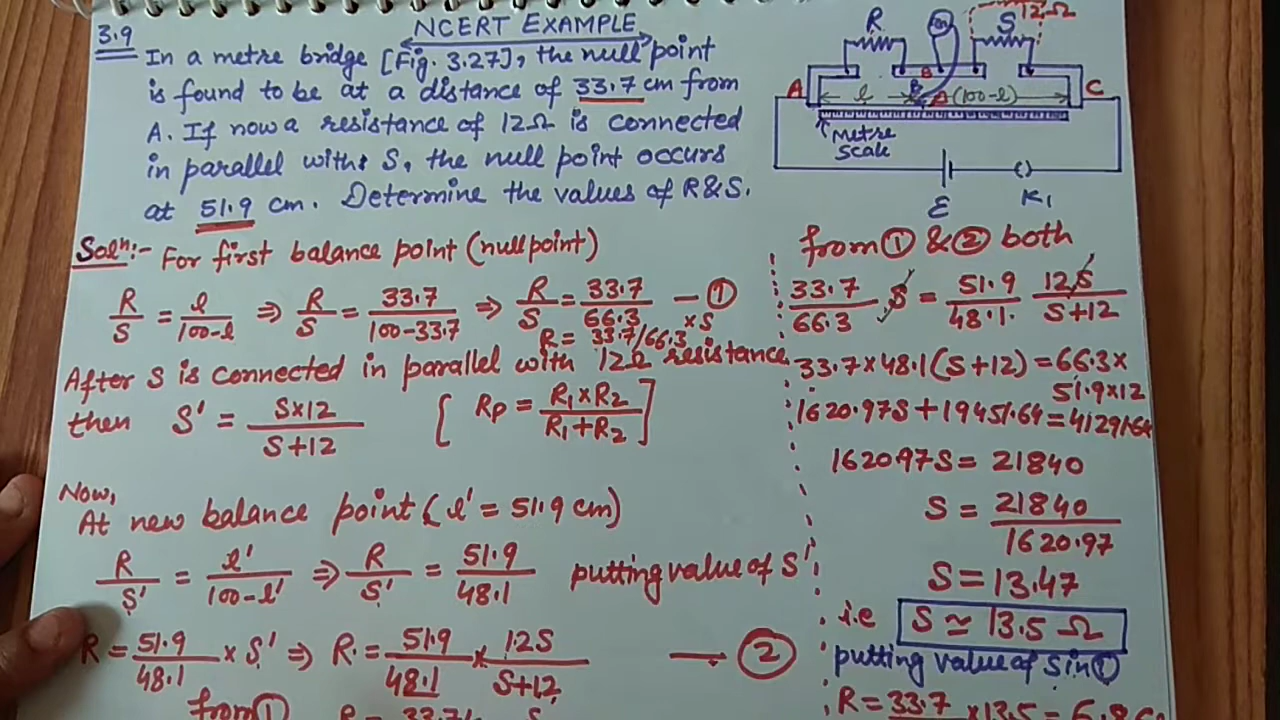 NCERT EXAMPLE
3.9
In a metre bridge [Fig. 3.27], the null point
is found to be at a distance of 33.7 cm from
A. If now a resistance of 12Ω is connected
in parallel with S, the null point occurs
at 51.9 cm. Determine the values of R&S.
R S 12Ω
A B C
l (100-l)
Metre
Scale
ε K₁
Solⁿ:- For first balance point (null point)
R/S = l/100-l ⇒ R/S = 33.7/100-33.7 ⇒ R/S = 33.7/66.3 — ①
R = 33.7/66.3 × S
After S is connected in parallel with 12Ω resistance
then S' = S×12/S+12 [Rp = R₁×R₂/R₁+R₂]
Now,
At new balance point (l' = 51.9 cm)
R/S' = l'/100-l' ⇒ R/S' = 51.9/48.1 putting value of S'
R = 51.9/48.1 × S' ⇒ R = 51.9/48.1 × 12S/S+12 → ②
from ①
from ① & ② both
33.7/66.3 S = 51.9/48.1 12S/S+12
33.7×48.1(S+12) = 66.3×
51.9×12
1620.97S + 19451.64 = 41291.64
1620.97S = 21840
S = 21840/1620.97
S = 13.47
i.e S ≃ 13.5 Ω
putting value of S in ①
R = 33.7 ×13.5 =